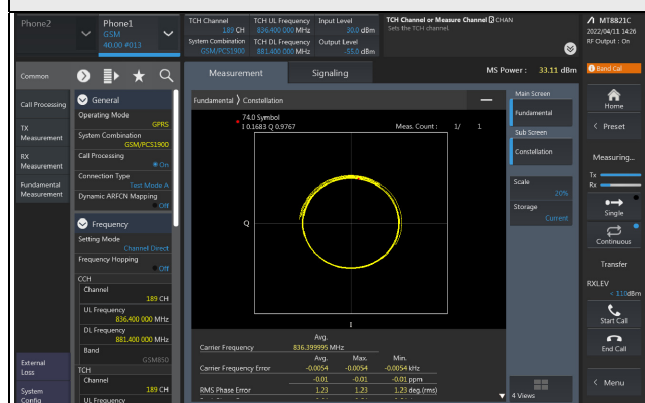 Phone2
Phone1
GSM
40.00 #013
TCH Channel
189 CH
TCH UL Frequency
836.400 000 MHz
Input Level
30.0 dBm
System Combination
GSM/PCS1900
TCH DL Frequency
881.400 000 MHz
Output Level
-55.0 dBm
TCH Channel or Measure Channel CHAN
Sets the TCH channel.
MT8821C
2022/04/11 14:26
RF Output : On
Common
Call Processing
TX
Measurement
RX
Measurement
Fundamental
Measurement
External
Loss
System
Config
General
Operating Mode
GPRS
System Combination
GSM/PCS1900
Call Processing
On
Connection Type
Test Mode A
Dynamic ARFCN Mapping
Off
Frequency
Setting Mode
Channel Direct
Frequency Hopping
Off
CCH
Channel
189 CH
UL Frequency
836.400 000 MHz
DL Frequency
881.400 000 MHz
Band
GSM850
TCH
Channel
189 CH
UL Frequency
Measurement
Signaling
MS Power : 33.11 dBm
Fundamental 》 Constellation
74.0 Symbol
I 0.1683 Q 0.9767
Meas. Count : 1/ 1
Q
I
Avg.
Carrier Frequency 836.399995 MHz
Avg. Max. Min.
Carrier Frequency Error -0.0054 -0.0054 -0.0054 kHz
-0.01 -0.01 -0.01 ppm
RMS Phase Error 1.23 1.23 1.23 deg.(rms)
Main Screen
Fundamental
Sub Screen
Constellation
Scale
20%
Storage
Current
4 Views
Band Cal
Home
Preset
Measuring...
Tx
Rx
Single
Continuous
Transfer
RXLEV
< 110dBm
Start Call
End Call
Menu